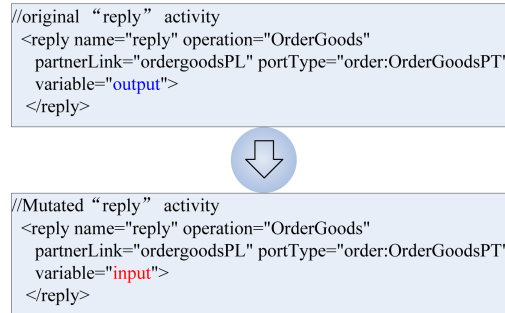 //original “reply” activity
<reply name="reply" operation="OrderGoods"
partnerLink="ordergoodsPL" portType="order:OrderGoodsPT"
variable="output">
</reply>
//Mutated “reply” activity
<reply name="reply" operation="OrderGoods"
partnerLink="ordergoodsPL" portType="order:OrderGoodsPT"
variable="input">
</reply>